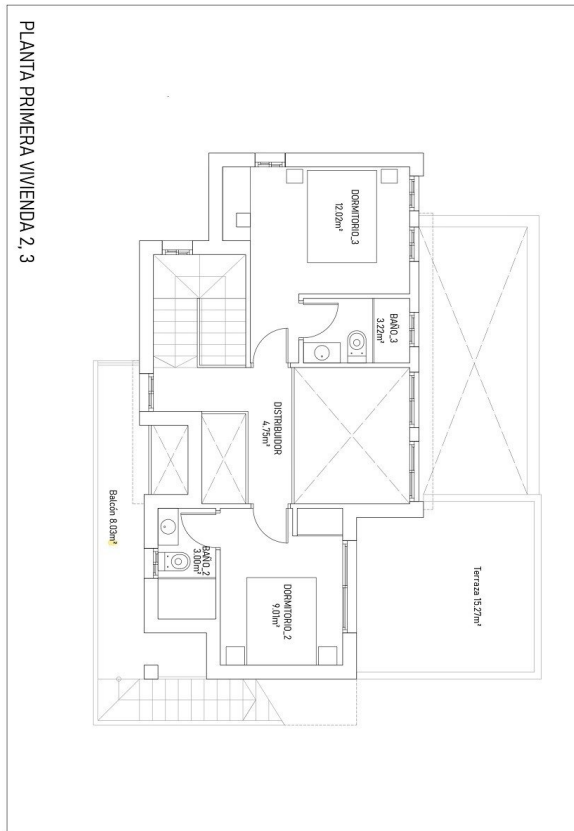 PLANTA PRIMERA VIVIENDA 2, 3
DORMITORIO_3
12.02m²
BAÑO_3
3.22m²
DISTRIBUIDOR
4.75m²
Balcón 8.03m²
BAÑO_2
3.00m²
DORMITORIO_2
9.01m²
Terraza 15.27m²